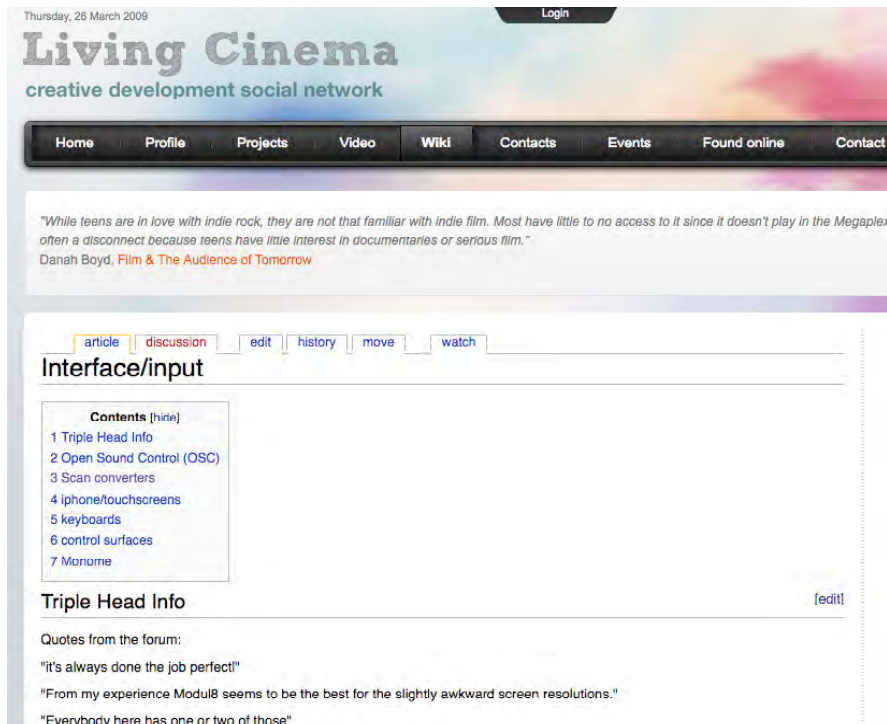 Thursday, 26 March 2009
Login
Living Cinema
creative development social network
Home Profile Projects Video Wiki Contacts Events Found online Contact
"While teens are in love with indie rock, they are not that familiar with indie film. Most have little to no access to it since it doesn't play in the Megaplex
often a disconnect because teens have little interest in documentaries or serious film."
Danah Boyd, Film & The Audience of Tomorrow
article discussion edit history move watch
Interface/input
Contents [hide]
1 Triple Head Info
2 Open Sound Control (OSC)
3 Scan converters
4 iphone/touchscreens
5 keyboards
6 control surfaces
7 Monome
Triple Head Info [edit]
Quotes from the forum:
"it's always done the job perfect!"
"From my experience Modul8 seems to be the best for the slightly awkward screen resolutions."
"Everybody here has one or two of those"